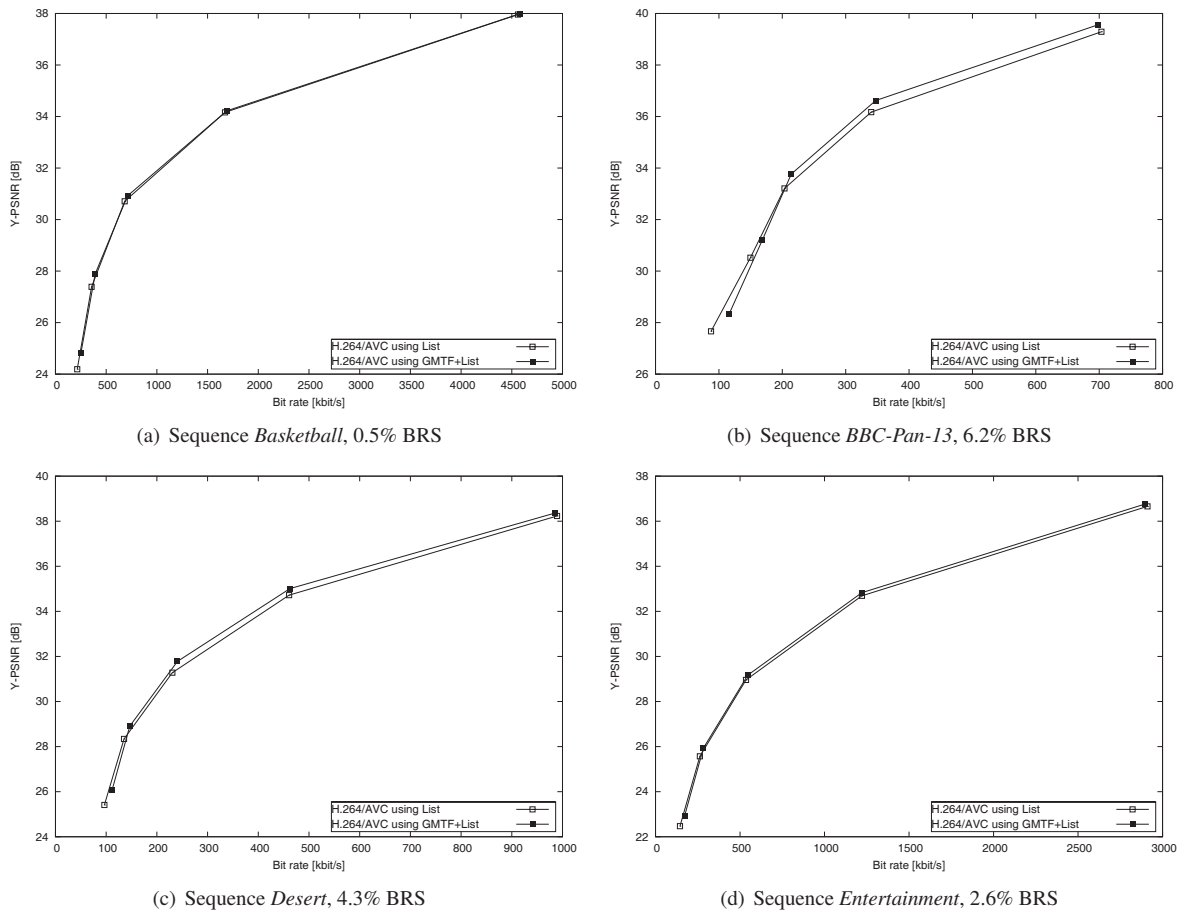 38
36
34
32
30
28
26
24
Y-PSNR [dB]
0 500 1000 1500 2000 2500 3000 3500 4000 4500 5000
Bit rate [kbit/s]
H.264/AVC using List
H.264/AVC using GMTF+List
(a) Sequence Basketball, 0.5% BRS
40
38
36
34
32
30
28
26
Y-PSNR [dB]
0 100 200 300 400 500 600 700 800
Bit rate [kbit/s]
H.264/AVC using List
H.264/AVC using GMTF+List
(b) Sequence BBC-Pan-13, 6.2% BRS
40
38
36
34
32
30
28
26
24
Y-PSNR [dB]
0 100 200 300 400 500 600 700 800 900 1000
Bit rate [kbit/s]
H.264/AVC using List
H.264/AVC using GMTF+List
(c) Sequence Desert, 4.3% BRS
40
38
36
34
32
30
28
26
24
22
Y-PSNR [dB]
0 500 1000 1500 2000 2500 3000
Bit rate [kbit/s]
H.264/AVC using List
H.264/AVC using GMTF+List
(d) Sequence Entertainment, 2.6% BRS